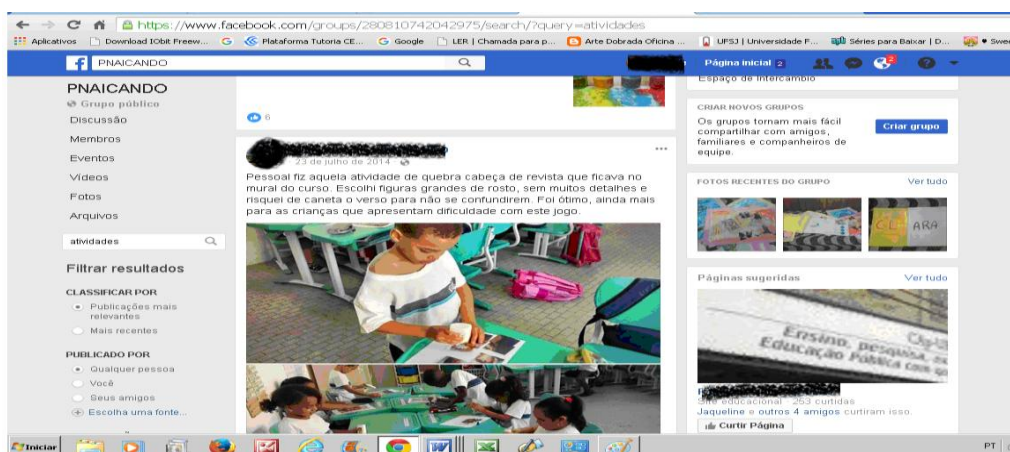 https://www.facebook.com/groups/280810742042975/search/?query=atividades
Aplicativos
Download IObit Freew...
Plataforma Tutoria CE...
Google
LER | Chamada para p...
Arte Dobrada Oficina ...
UFSJ | Universidade F...
Séries para Baixar | D...
PNAICANDO
Página inicial 2
2
PNAICANDO
Grupo público
Discussão
Membros
Eventos
Vídeos
Fotos
Arquivos
atividades
Filtrar resultados
CLASSIFICAR POR
Publicações mais
relevantes
Mais recentes
PUBLICADO POR
Qualquer pessoa
Você
Seus amigos
Escolha uma fonte...
6
23 de julho de 2014
Pessoal fiz aquela atividade de quebra cabeça de revista que ficava no
mural do curso. Escolhi figuras grandes de rosto, sem muitos detalhes e
risquei de caneta o verso para não se confundirem. Foi ótimo, ainda mais
para as crianças que apresentam dificuldade com este jogo.
Espaço de Intercâmbio
CRIAR NOVOS GRUPOS
Os grupos tornam mais fácil
compartilhar com amigos,
familiares e companheiros de
equipe.
Criar grupo
FOTOS RECENTES DO GRUPO
Ver tudo
ARA
Páginas sugeridas
Ver tudo
Ensino, pesquisa,
Educação Pública com
Site educacional · 253 curtidas
Jaqueline e outros 4 amigos curtiram isso.
Curtir Página
Iniciar
PT